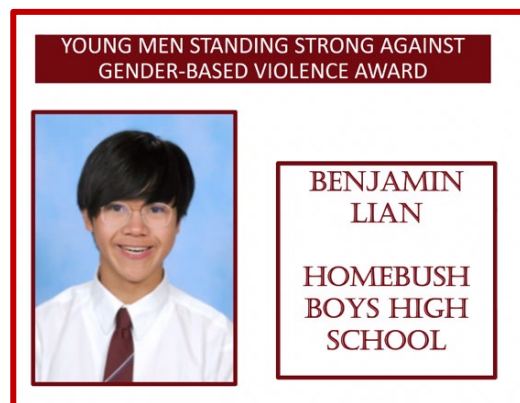 YOUNG MEN STANDING STRONG AGAINST
GENDER-BASED VIOLENCE AWARD
BENJAMIN
LIAN
HOMEBUSH
BOYS HIGH
SCHOOL